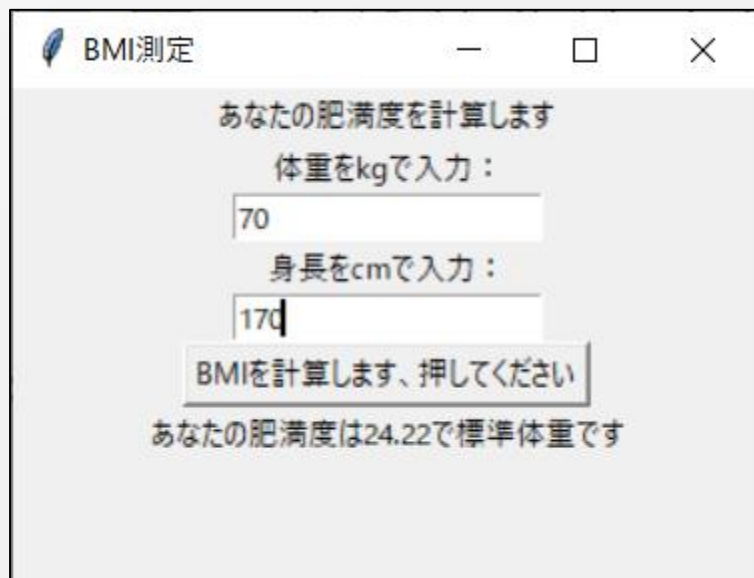 BMI測定
あなたの肥満度を計算します
体重をkgで入力：
70
身長をcmで入力：
170
BMIを計算します、押してください
あなたの肥満度は24.22で標準体重です